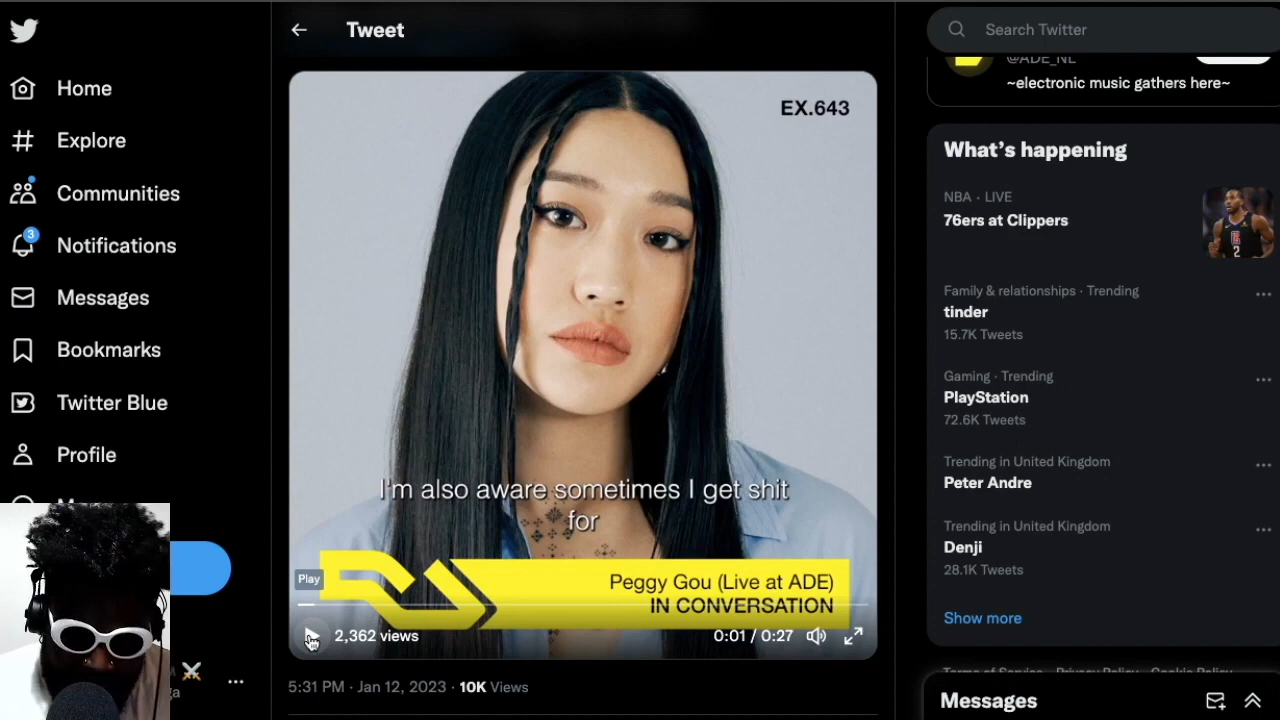 Home
Explore
Communities
3
Notifications
Messages
Bookmarks
Twitter Blue
Profile
Tweet
EX.643
I'm also aware sometimes I get shit
for
Play
Peggy Gou (Live at ADE)
IN CONVERSATION
2,362 views
0:01 / 0:27
5:31 PM · Jan 12, 2023 · 10K Views
Search Twitter
@ADE_NL
~electronic music gathers here~
What's happening
NBA · LIVE
76ers at Clippers
Family & relationships · Trending
tinder
15.7K Tweets
Gaming · Trending
PlayStation
72.6K Tweets
Trending in United Kingdom
Peter Andre
Trending in United Kingdom
Denji
28.1K Tweets
Show more
Terms of Service Privacy Policy Cookie Policy
Messages